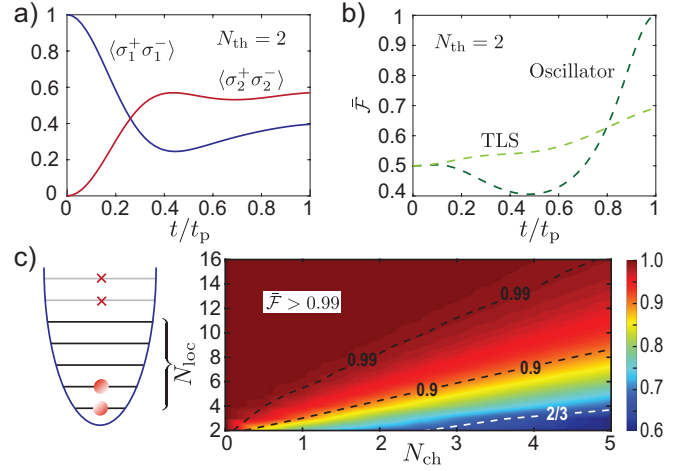 a)
1
0.8
0.6
0.4
0.2
0
0 0.2 0.4 0.6 0.8 1
t/t_p
⟨σ₁⁺σ₁⁻⟩
N_th = 2
⟨σ₂⁺σ₂⁻⟩
b)
1
0.9
0.8
0.7
0.6
0.5
0.4
0 0.2 0.4 0.6 0.8 1
t/t_p
F̄
N_th = 2
Oscillator
TLS
c)
N_loc
16
14
12
10
8
6
4
2
0 1 2 3 4 5
N_ch
F̄ > 0.99
0.99
0.99
0.9
0.9
2/3
1.0
0.9
0.8
0.7
0.6